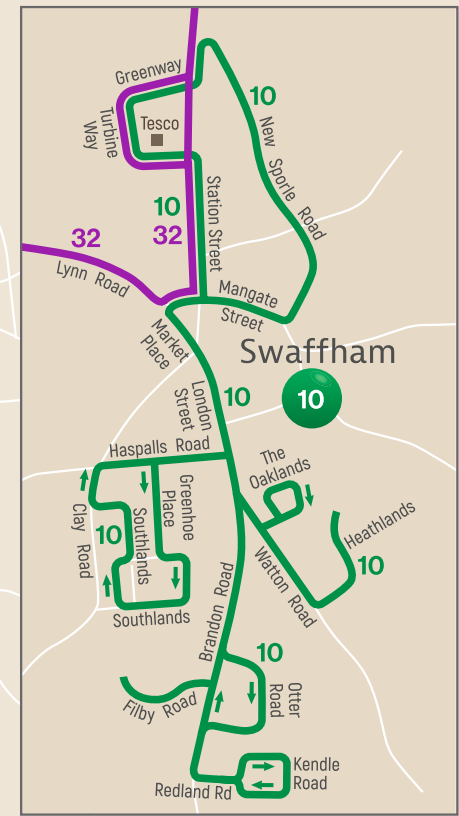 Greenway
10
Turbine
Way
Tesco
New
Sporle Road
10
32
Station Street
32
Lynn Road
Mangate
Street
Market
Place
Swaffham
10
London
Street
10
Haspalls Road
The
Oaklands
Greenhoe
Place
Clay Road
10
Southlands
Heathlands
10
Watton Road
Southlands
Brandon Road
10
Otter
Road
Filby Road
Kendle
Road
Redland Rd